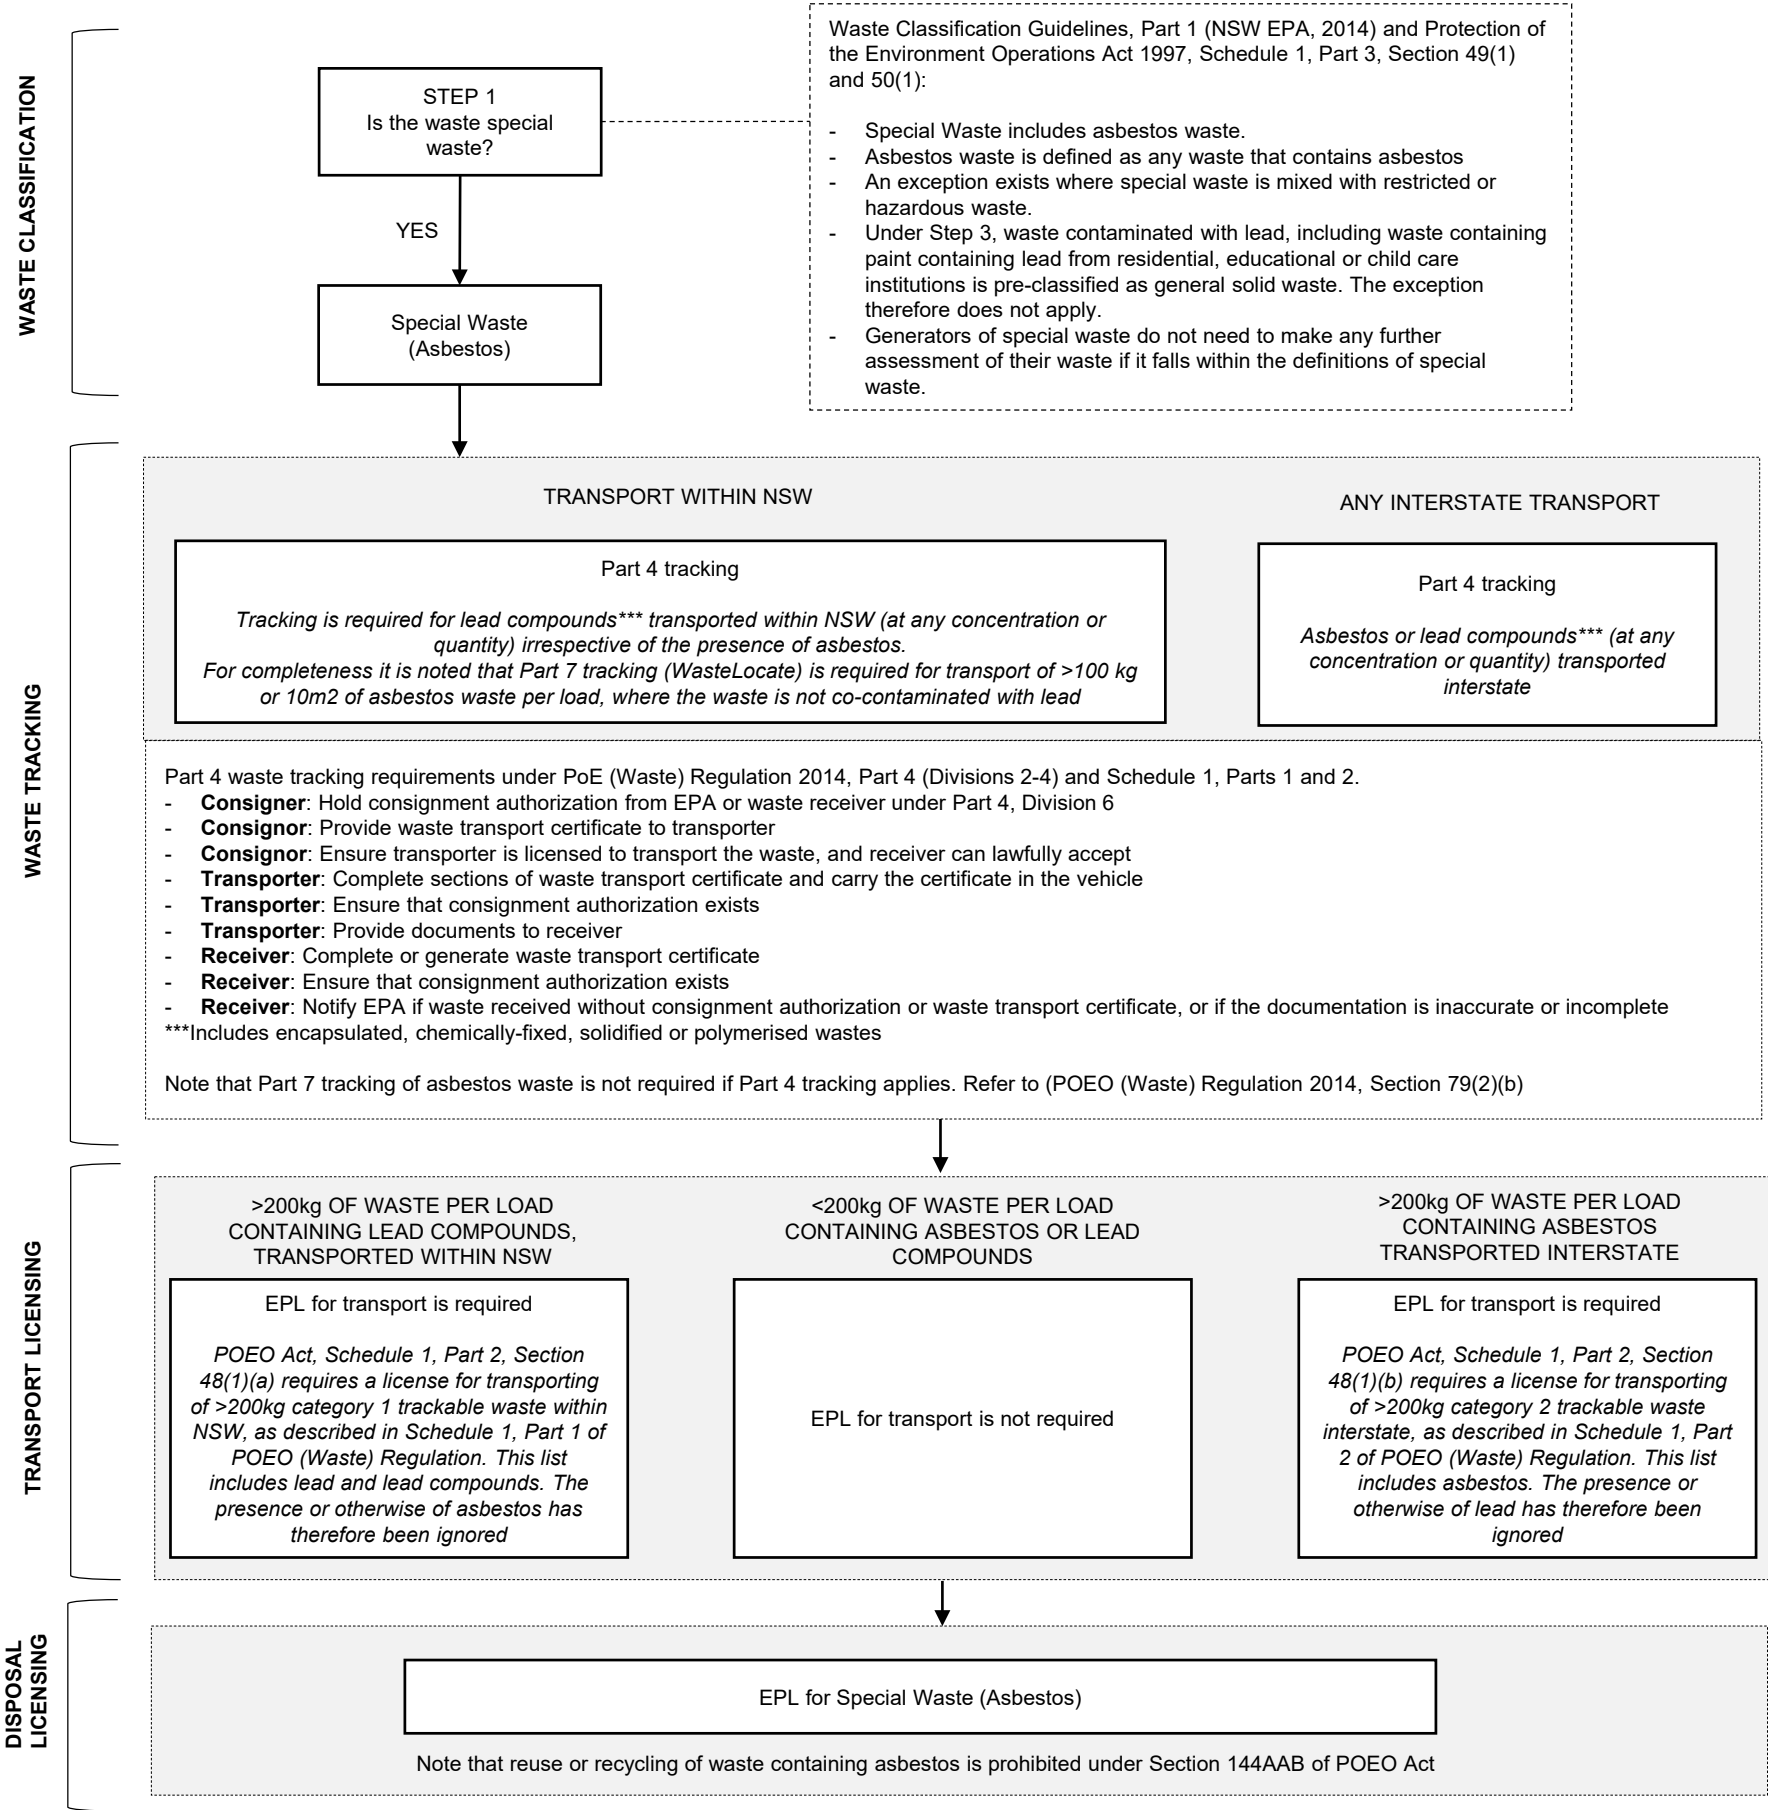 WASTE CLASSIFICATION
STEP 1
Is the waste special
waste?
YES
Special Waste
(Asbestos)
Waste Classification Guidelines, Part 1 (NSW EPA, 2014) and Protection of
the Environment Operations Act 1997, Schedule 1, Part 3, Section 49(1)
and 50(1):
- Special Waste includes asbestos waste.
- Asbestos waste is defined as any waste that contains asbestos
- An exception exists where special waste is mixed with restricted or
hazardous waste.
- Under Step 3, waste contaminated with lead, including waste containing
paint containing lead from residential, educational or child care
institutions is pre-classified as general solid waste. The exception
therefore does not apply.
- Generators of special waste do not need to make any further
assessment of their waste if it falls within the definitions of special
waste.
WASTE TRACKING
TRANSPORT WITHIN NSW
Part 4 tracking
Tracking is required for lead compounds*** transported within NSW (at any concentration or
quantity) irrespective of the presence of asbestos.
For completeness it is noted that Part 7 tracking (WasteLocate) is required for transport of >100 kg
or 10m2 of asbestos waste per load, where the waste is not co-contaminated with lead
ANY INTERSTATE TRANSPORT
Part 4 tracking
Asbestos or lead compounds*** (at any
concentration or quantity) transported
interstate
Part 4 waste tracking requirements under PoE (Waste) Regulation 2014, Part 4 (Divisions 2-4) and Schedule 1, Parts 1 and 2.
- Consigner: Hold consignment authorization from EPA or waste receiver under Part 4, Division 6
- Consignor: Provide waste transport certificate to transporter
- Consignor: Ensure transporter is licensed to transport the waste, and receiver can lawfully accept
- Transporter: Complete sections of waste transport certificate and carry the certificate in the vehicle
- Transporter: Ensure that consignment authorization exists
- Transporter: Provide documents to receiver
- Receiver: Complete or generate waste transport certificate
- Receiver: Ensure that consignment authorization exists
- Receiver: Notify EPA if waste received without consignment authorization or waste transport certificate, or if the documentation is inaccurate or incomplete
***Includes encapsulated, chemically-fixed, solidified or polymerised wastes
Note that Part 7 tracking of asbestos waste is not required if Part 4 tracking applies. Refer to (POEO (Waste) Regulation 2014, Section 79(2)(b)
TRANSPORT LICENSING
>200kg OF WASTE PER LOAD
CONTAINING LEAD COMPOUNDS,
TRANSPORTED WITHIN NSW
EPL for transport is required
POEO Act, Schedule 1, Part 2, Section
48(1)(a) requires a license for transporting
of >200kg category 1 trackable waste within
NSW, as described in Schedule 1, Part 1 of
POEO (Waste) Regulation. This list
includes lead and lead compounds. The
presence or otherwise of asbestos has
therefore been ignored
<200kg OF WASTE PER LOAD
CONTAINING ASBESTOS OR LEAD
COMPOUNDS
EPL for transport is not required
>200kg OF WASTE PER LOAD
CONTAINING ASBESTOS
TRANSPORTED INTERSTATE
EPL for transport is required
POEO Act, Schedule 1, Part 2, Section
48(1)(b) requires a license for transporting
of >200kg category 2 trackable waste
interstate, as described in Schedule 1, Part
2 of POEO (Waste) Regulation. This list
includes asbestos. The presence or
otherwise of lead has therefore been
ignored
DISPOSAL
LICENSING
EPL for Special Waste (Asbestos)
Note that reuse or recycling of waste containing asbestos is prohibited under Section 144AAB of POEO Act